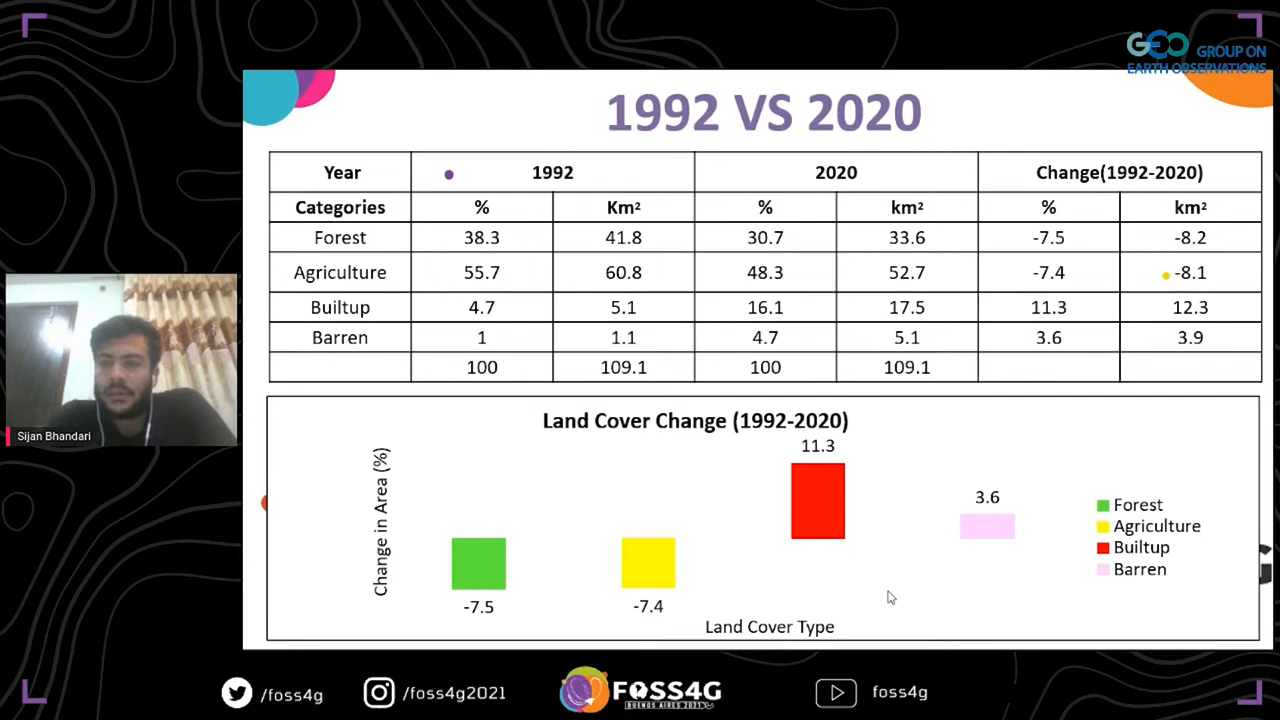 GEO GROUP ON
EARTH OBSERVATIONS
1992 VS 2020
Year 1992 2020 Change(1992-2020)
Categories % Km² % km² % km²
Forest 38.3 41.8 30.7 33.6 -7.5 -8.2
Agriculture 55.7 60.8 48.3 52.7 -7.4 -8.1
Builtup 4.7 5.1 16.1 17.5 11.3 12.3
Barren 1 1.1 4.7 5.1 3.6 3.9
100 109.1 100 109.1
Sijan Bhandari
Land Cover Change (1992-2020)
Change in Area (%)
11.3
3.6
-7.5
-7.4
Land Cover Type
Forest
Agriculture
Builtup
Barren
G
/foss4g
/foss4g2021
FOSS4G
BUENOS AIRES 2021
foss4g